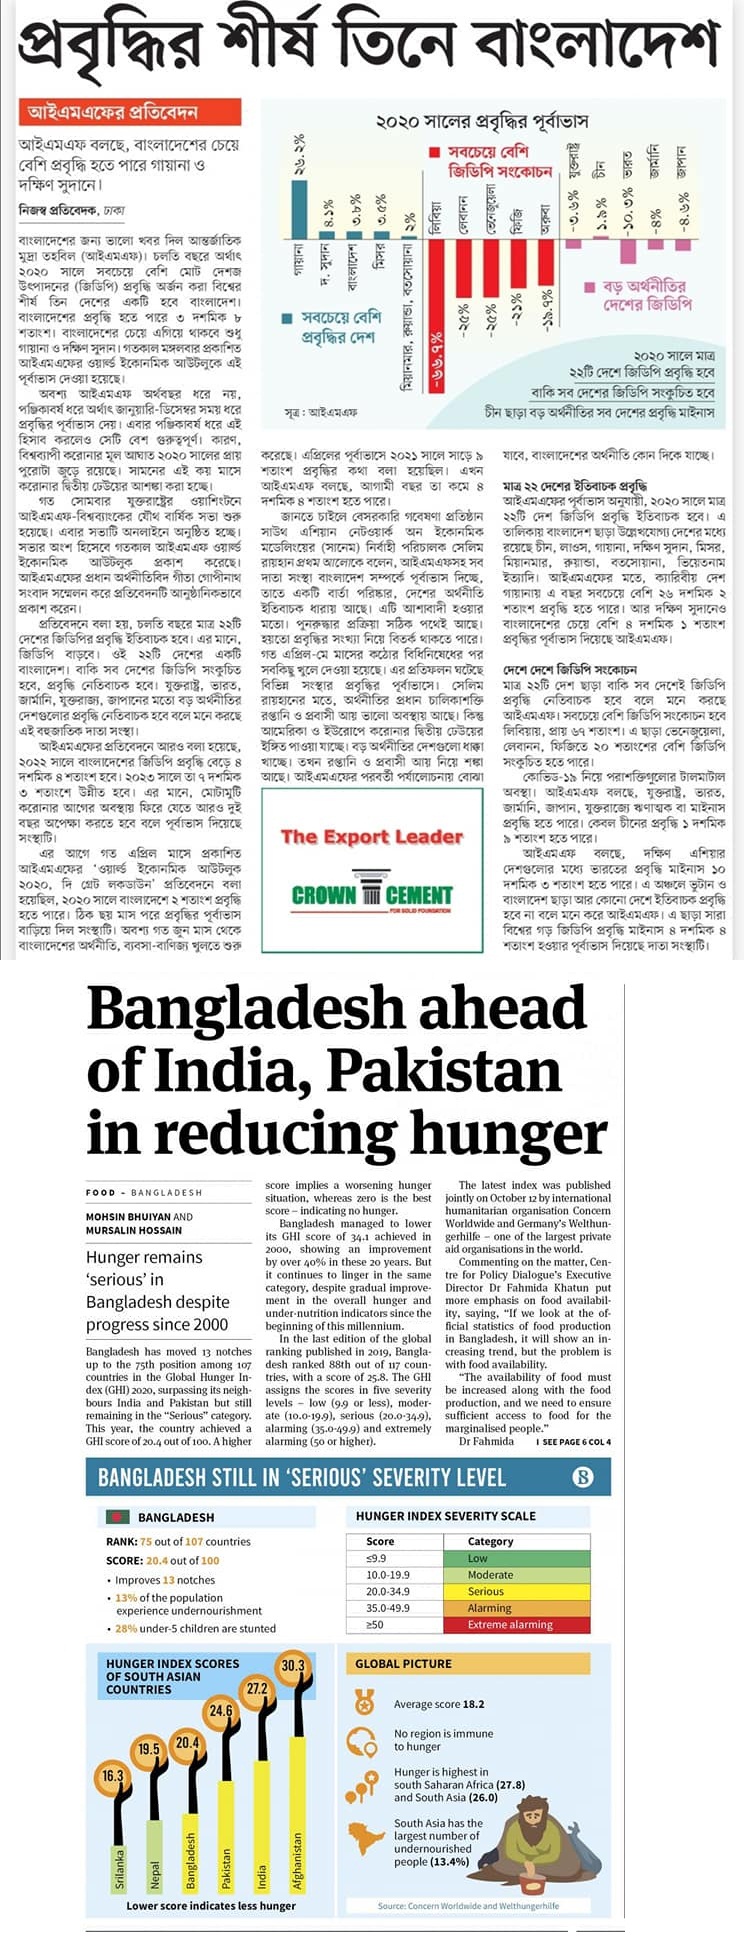 প্রবৃদ্ধির শীর্ষ তিনে বাংলাদেশ
আইএমএফের প্রতিবেদন
আইএমএফ বলছে, বাংলাদেশের চেয়ে
বেশি প্রবৃদ্ধি হতে পারে গায়ানা ও
দক্ষিণ সুদানে।
নিজস্ব প্রতিবেদক, ঢাকা
বাংলাদেশের জন্য ভালো খবর দিল আন্তর্জাতিক
মুদ্রা তহবিল (আইএমএফ)। চলতি বছরে অর্থাৎ
২০২০ সালে সবচেয়ে বেশি মোট দেশজ
উৎপাদনের (জিডিপি) প্রবৃদ্ধি অর্জন করা বিশ্বের
শীর্ষ তিন দেশের একটি হবে বাংলাদেশ।
বাংলাদেশের প্রবৃদ্ধি হতে পারে ৩ দশমিক ৮
শতাংশ। বাংলাদেশের চেয়ে এগিয়ে থাকবে শুধু
গায়ানা ও দক্ষিণ সুদান। গতকাল মঙ্গলবার প্রকাশিত
আইএমএফের ওয়ার্ল্ড ইকোনমিক আউটলুকে এই
পূর্বাভাস দেওয়া হয়েছে।
অবশ্য আইএমএফ অর্থবছর ধরে নয়,
পঞ্জিকাবর্ষ ধরে অর্থাৎ জানুয়ারি-ডিসেম্বর সময় ধরে
প্রবৃদ্ধির পূর্বাভাস দেয়। এবার পঞ্জিকাবর্ষ ধরে এই
হিসাব করলেও সেটি বেশ গুরুত্বপূর্ণ। কারণ,
বিশ্বব্যাপী করোনার মূল আঘাত ২০২০ সালের প্রায়
পুরোটা জুড়ে রয়েছে। সামনের এই কয় মাসে
করোনার দ্বিতীয় ঢেউয়ের আশঙ্কা করা হচ্ছে।
গত সোমবার যুক্তরাষ্ট্রের ওয়াশিংটনে
আইএমএফ-বিশ্বব্যাংকের যৌথ বার্ষিক সভা শুরু
হয়েছে। এবার সভাটি অনলাইনে অনুষ্ঠিত হচ্ছে।
সভার অংশ হিসেবে গতকাল আইএমএফ ওয়ার্ল্ড
ইকোনমিক আউটলুক প্রকাশ করেছে।
আইএমএফের প্রধান অর্থনীতিবিদ গীতা গোপীনাথ
সংবাদ সম্মেলন করে প্রতিবেদনটি আনুষ্ঠানিকভাবে
প্রকাশ করেন।
প্রতিবেদনে বলা হয়, চলতি বছরে মাত্র ২২টি
দেশের জিডিপির প্রবৃদ্ধি ইতিবাচক হবে। এর মানে,
জিডিপি বাড়বে। ওই ২২টি দেশের একটি
বাংলাদেশ। বাকি সব দেশের জিডিপি সংকুচিত
হবে, প্রবৃদ্ধি নেতিবাচক হবে। যুক্তরাষ্ট্র, ভারত,
জার্মানি, যুক্তরাজ্য, জাপানের মতো বড় অর্থনীতির
দেশগুলোর প্রবৃদ্ধি নেতিবাচক হবে বলে মনে করছে
এই বহুজাতিক দাতা সংস্থা।
আইএমএফের প্রতিবেদনে আরও বলা হয়েছে,
২০২২ সালে বাংলাদেশের জিডিপি প্রবৃদ্ধি বেড়ে ৪
দশমিক ৪ শতাংশ হবে। ২০২৩ সালে তা ৭ দশমিক
৩ শতাংশে উন্নীত হবে। এর মানে, মোটামুটি
করোনার আগের অবস্থায় ফিরে যেতে আরও দুই
বছর অপেক্ষা করতে হবে বলে পূর্বাভাস দিয়েছে
সংস্থাটি।
এর আগে গত এপ্রিল মাসে প্রকাশিত
আইএমএফের 'ওয়ার্ল্ড ইকোনমিক আউটলুক
২০২০, দি গ্রেট লকডাউন' প্রতিবেদনে বলা
হয়েছিল, ২০২০ সালে বাংলাদেশে ২ শতাংশ প্রবৃদ্ধি
হতে পারে। ঠিক ছয় মাস পরে প্রবৃদ্ধির পূর্বাভাস
বাড়িয়ে দিল সংস্থাটি। অবশ্য গত জুন মাস থেকে
বাংলাদেশের অর্থনীতি, ব্যবসা-বাণিজ্য খুলতে শুরু
২০২০ সালের প্রবৃদ্ধির পূর্বাভাস
২৬.২%
৪.১%
৩.৮%
৩.৫%
২%
গায়ানা
দ. সুদান
বাংলাদেশ
মিসর
মিয়ানমার, রুয়ান্ডা, বতসোয়ানা
সবচেয়ে বেশি
প্রবৃদ্ধির দেশ
সবচেয়ে বেশি
জিডিপি সংকোচন
লিবিয়া
লেবানন
ভেনেজুয়েলা
ফিজি
অরুবা
-৬৬.৭%
-২৫%
-২৫%
-২১%
-১৯.৭%
যুক্তরাষ্ট্র
চীন
ভারত
জার্মানি
জাপান
-৩.৬%
১.৯%
-১০.৩%
-৪%
-৪.৬%
বড় অর্থনীতির
দেশের জিডিপি
২০২০ সালে মাত্র
২২টি দেশে জিডিপি প্রবৃদ্ধি হবে
বাকি সব দেশের জিডিপি সংকুচিত হবে
চীন ছাড়া বড় অর্থনীতির সব দেশের প্রবৃদ্ধি মাইনাস
সূত্র : আইএমএফ
করেছে। এপ্রিলের পূর্বাভাসে ২০২১ সালে সাড়ে ৯
শতাংশ প্রবৃদ্ধির কথা বলা হয়েছিল। এখন
আইএমএফ বলছে, আগামী বছর তা কমে ৪
দশমিক ৪ শতাংশ হতে পারে।
জানতে চাইলে বেসরকারি গবেষণা প্রতিষ্ঠান
সাউথ এশিয়ান নেটওয়ার্ক অন ইকোনমিক
মডেলিংয়ের (সানেম) নির্বাহী পরিচালক সেলিম
রায়হান প্রথম আলোকে বলেন, আইএমএফসহ সব
দাতা সংস্থা বাংলাদেশ সম্পর্কে পূর্বাভাস দিচ্ছে,
তাতে একটি বার্তা পরিষ্কার, দেশের অর্থনীতি
ইতিবাচক ধারায় আছে। এটি আশাবাদী হওয়ার
মতো। পুনরুদ্ধার প্রক্রিয়া সঠিক পথেই আছে।
হয়তো প্রবৃদ্ধির সংখ্যা নিয়ে বিতর্ক থাকতে পারে।
গত এপ্রিল-মে মাসের কঠোর বিধিনিষেধের পর
সবকিছু খুলে দেওয়া হয়েছে। এর প্রতিফলন ঘটেছে
বিভিন্ন সংস্থার প্রবৃদ্ধির পূর্বাভাসে। সেলিম
রায়হানের মতে, অর্থনীতির প্রধান চালিকাশক্তি
রপ্তানি ও প্রবাসী আয় ভালো অবস্থায় আছে। কিন্তু
আমেরিকা ও ইউরোপে করোনার দ্বিতীয় ঢেউয়ের
ইঙ্গিত পাওয়া যাচ্ছে। বড় অর্থনীতির দেশগুলো ধাক্কা
খাচ্ছে। তখন রপ্তানি ও প্রবাসী আয় নিয়ে শঙ্কা
আছে। আইএমএফের পরবর্তী পর্যালোচনায় বোঝা
The Export Leader
CROWN CEMENT
FOR SOLID FOUNDATION
যাবে, বাংলাদেশের অর্থনীতি কোন দিকে যাচ্ছে।
মাত্র ২২ দেশের ইতিবাচক প্রবৃদ্ধি
আইএমএফের পূর্বাভাস অনুযায়ী, ২০২০ সালে মাত্র
২২টি দেশ জিডিপি প্রবৃদ্ধি ইতিবাচক হবে। এ
তালিকায় বাংলাদেশ ছাড়া উল্লেখযোগ্য দেশের মধ্যে
রয়েছে চীন, লাওস, গায়ানা, দক্ষিণ সুদান, মিসর,
মিয়ানমার, রুয়ান্ডা, বতসোয়ানা, ভিয়েতনাম
ইত্যাদি। আইএমএফের মতে, ক্যারিবীয় দেশ
গায়ানায় এ বছর সবচেয়ে বেশি ২৬ দশমিক ২
শতাংশ প্রবৃদ্ধি হতে পারে। আর দক্ষিণ সুদানেও
বাংলাদেশের চেয়ে বেশি ৪ দশমিক ১ শতাংশ
প্রবৃদ্ধির পূর্বাভাস দিয়েছে আইএমএফ।
দেশে দেশে জিডিপি সংকোচন
মাত্র ২২টি দেশ ছাড়া বাকি সব দেশেই জিডিপি
প্রবৃদ্ধি নেতিবাচক হবে বলে মনে করছে
আইএমএফ। সবচেয়ে বেশি জিডিপি সংকোচন হবে
লিবিয়ায়, প্রায় ৬৭ শতাংশ। এ ছাড়া ভেনেজুয়েলা,
লেবানন, ফিজিতে ২০ শতাংশের বেশি জিডিপি
সংকুচিত হতে পারে।
কোভিড-১৯ নিয়ে পরাশক্তিগুলোর টালমাটাল
অবস্থা। আইএমএফ বলছে, যুক্তরাষ্ট্র, ভারত,
জার্মানি, জাপান, যুক্তরাজ্যে ঋণাত্মক বা মাইনাস
প্রবৃদ্ধি হতে পারে। কেবল চীনের প্রবৃদ্ধি ১ দশমিক
৯ শতাংশ হতে পারে।
আইএমএফ বলছে, দক্ষিণ এশিয়ার
দেশগুলোর মধ্যে ভারতের প্রবৃদ্ধি মাইনাস ১০
দশমিক ৩ শতাংশ হতে পারে। এ অঞ্চলে ভুটান ও
বাংলাদেশ ছাড়া আর কোনো দেশে ইতিবাচক প্রবৃদ্ধি
হবে না বলে মনে করে আইএমএফ। এ ছাড়া সারা
বিশ্বের গড় জিডিপি প্রবৃদ্ধি মাইনাস ৪ দশমিক ৪
শতাংশ হওয়ার পূর্বাভাস দিয়েছে দাতা সংস্থাটি।
Bangladesh ahead
of India, Pakistan
in reducing hunger
FOOD – BANGLADESH
MOHSIN BHUIYAN AND
MURSALIN HOSSAIN
Hunger remains
‘serious’ in
Bangladesh despite
progress since 2000
Bangladesh has moved 13 notches
up to the 75th position among 107
countries in the Global Hunger In-
dex (GHI) 2020, surpassing its neigh-
bours India and Pakistan but still
remaining in the “Serious” category.
This year, the country achieved a
GHI score of 20.4 out of 100. A higher
score implies a worsening hunger
situation, whereas zero is the best
score – indicating no hunger.
Bangladesh managed to lower
its GHI score of 34.1 achieved in
2000, showing an improvement
by over 40% in these 20 years. But
it continues to linger in the same
category, despite gradual improve-
ment in the overall hunger and
under-nutrition indicators since the
beginning of this millennium.
In the last edition of the global
ranking published in 2019, Bangla-
desh ranked 88th out of 117 coun-
tries, with a score of 25.8. The GHI
assigns the scores in five severity
levels – low (9.9 or less), moder-
ate (10.0-19.9), serious (20.0-34.9),
alarming (35.0-49.9) and extremely
alarming (50 or higher).
The latest index was published
jointly on October 12 by international
humanitarian organisation Concern
Worldwide and Germany’s Welthun-
gerhilfe – one of the largest private
aid organisations in the world.
Commenting on the matter, Cen-
tre for Policy Dialogue’s Executive
Director Dr Fahmida Khatun put
more emphasis on food availabil-
ity, saying, “If we look at the of-
ficial statistics of food production
in Bangladesh, it will show an in-
creasing trend, but the problem is
with food availability.
“The availability of food must
be increased along with the food
production, and we need to ensure
sufficient access to food for the
marginalised people.”
Dr Fahmida I SEE PAGE 6 COL 4
BANGLADESH STILL IN ‘SERIOUS’ SEVERITY LEVEL
BANGLADESH
RANK: 75 out of 107 countries
SCORE: 20.4 out of 100
• Improves 13 notches
• 13% of the population
experience undernourishment
• 28% under-5 children are stunted
HUNGER INDEX SEVERITY SCALE
Score Category
≤9.9 Low
10.0-19.9 Moderate
20.0-34.9 Serious
35.0-49.9 Alarming
≥50 Extreme alarming
HUNGER INDEX SCORES
OF SOUTH ASIAN
COUNTRIES
16.3
19.5
20.4
24.6
27.2
30.3
Srilanka
Nepal
Bangladesh
Pakistan
India
Afghanistan
Lower score indicates less hunger
GLOBAL PICTURE
Average score 18.2
No region is immune
to hunger
Hunger is highest in
south Saharan Africa (27.8)
and South Asia (26.0)
South Asia has the
largest number of
undernourished
people (13.4%)
Source: Concern Worldwide and Welthungerhilfe